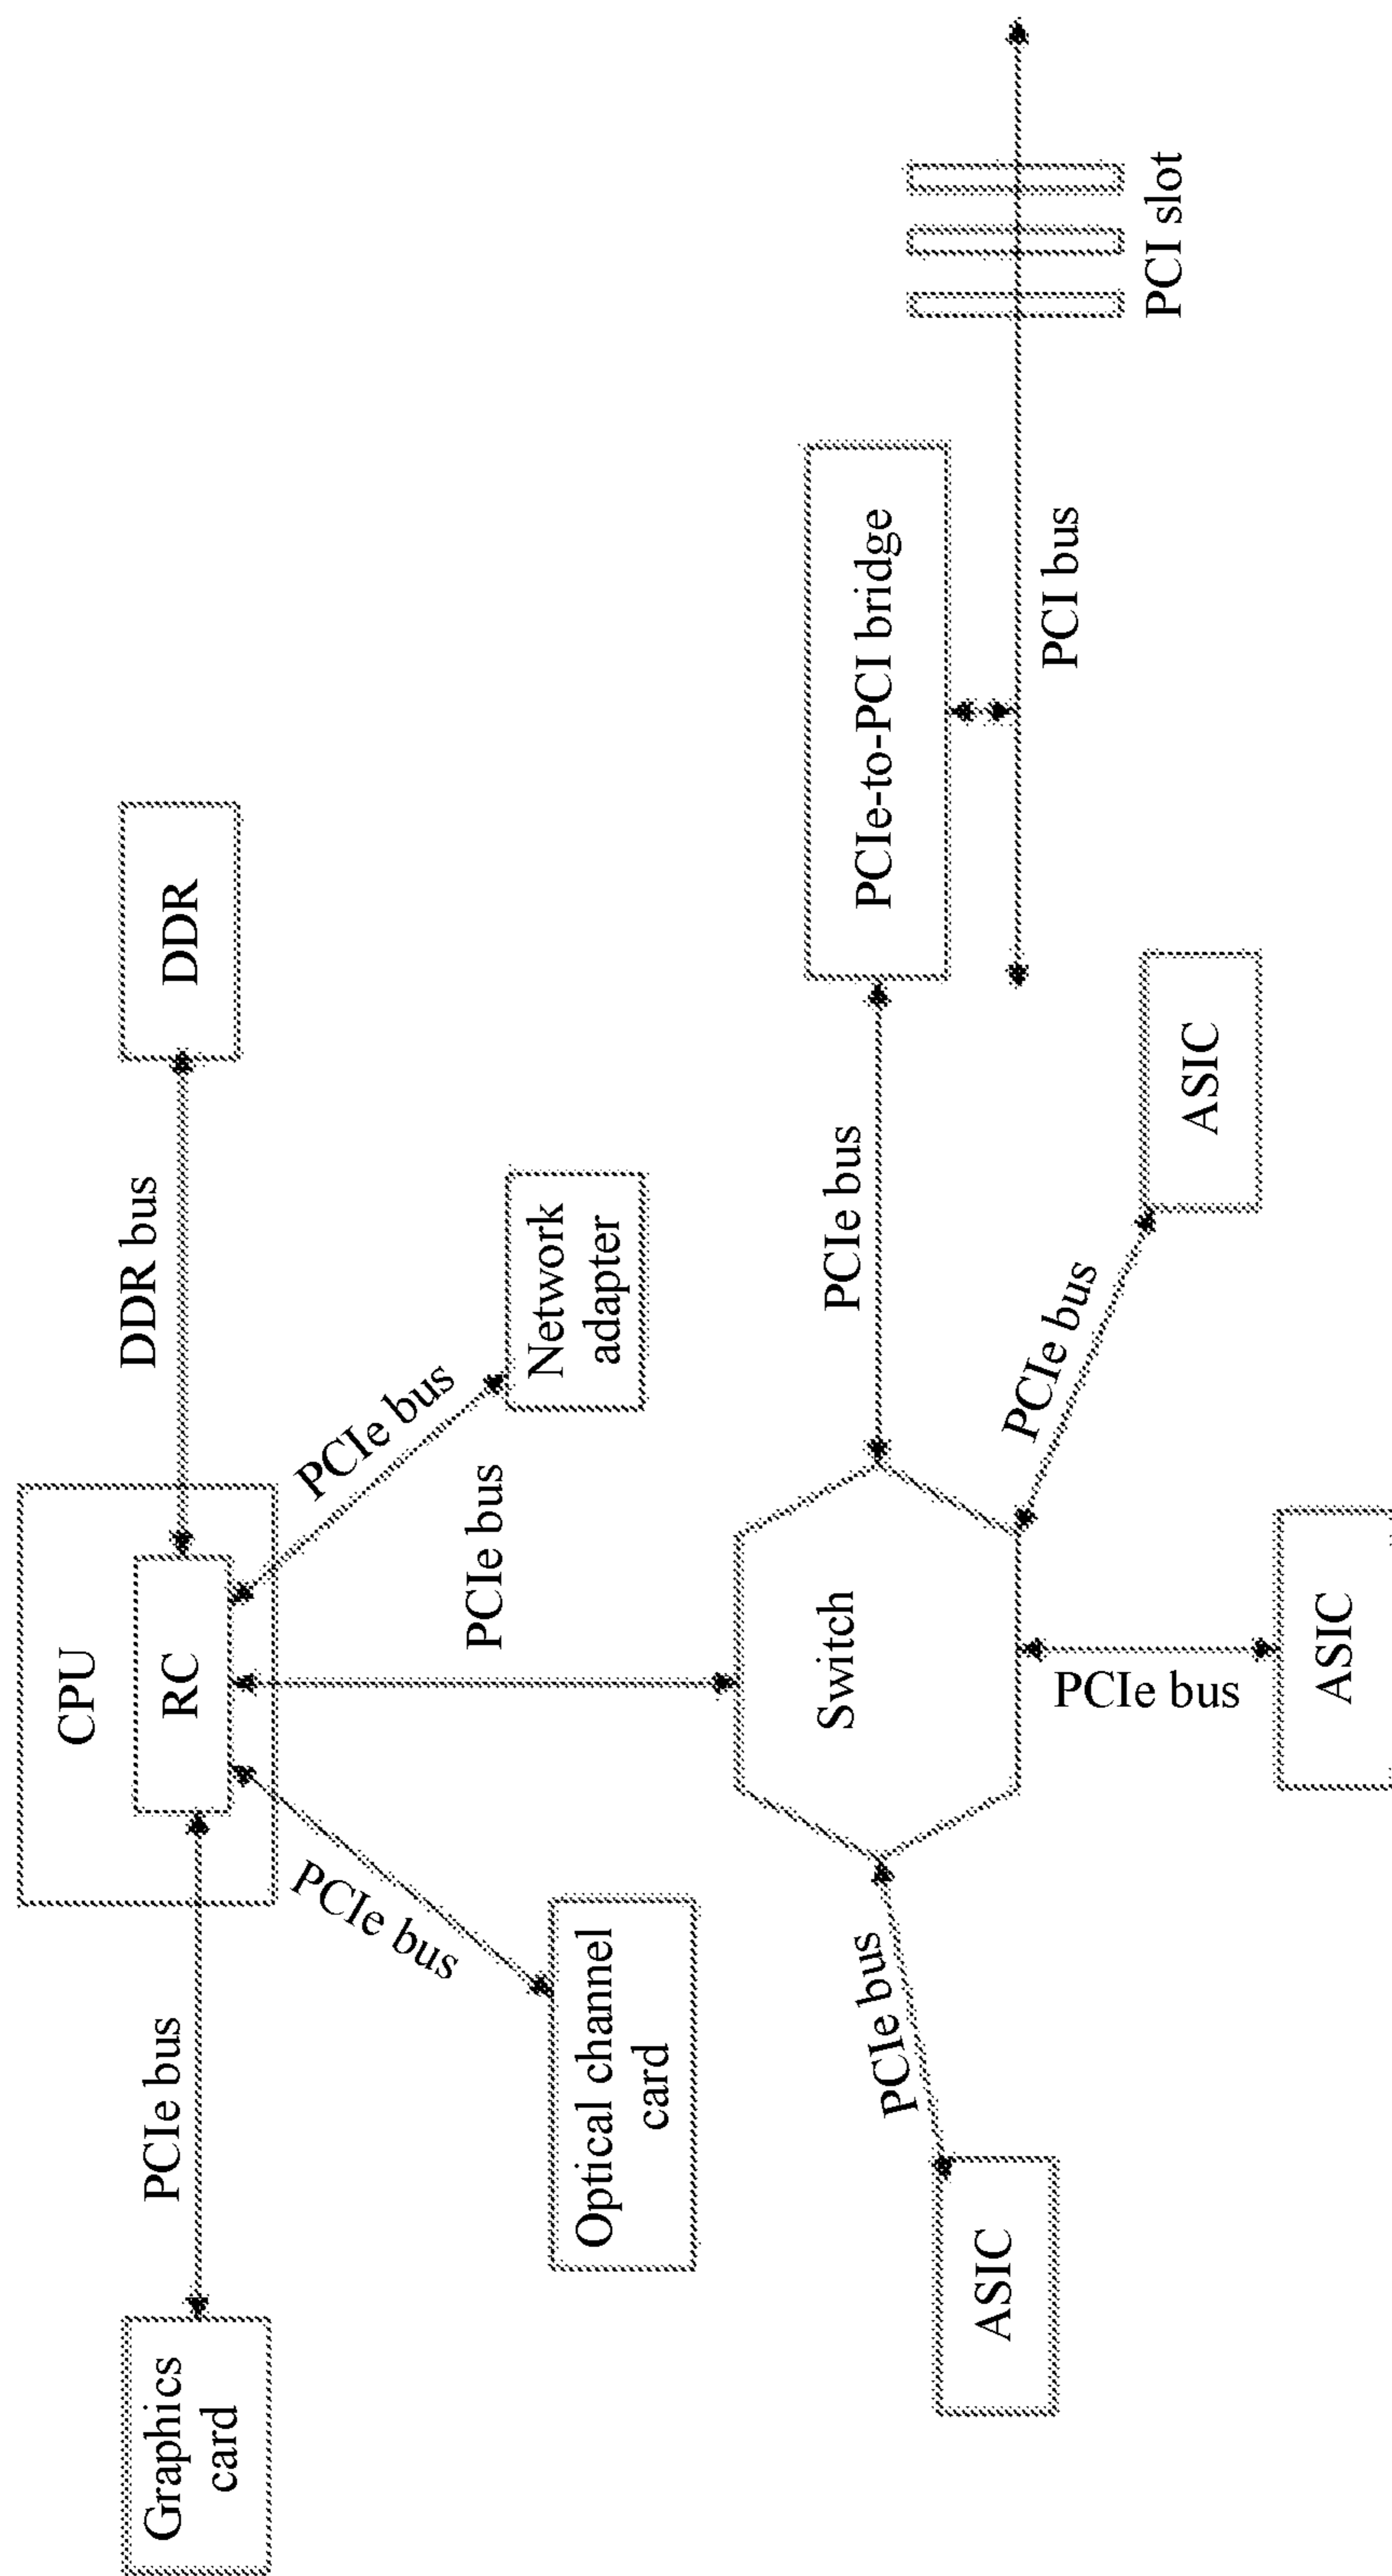 CPU
RC
Graphics
card
PCIe bus
DDR bus
DDR
PCIe bus
PCIe bus
Optical channel
card
PCIe bus
Network
adapter
Switch
PCIe bus
PCIe-to-PCI bridge
PCIe bus
ASIC
PCIe bus
ASIC
PCIe bus
ASIC
PCI bus
PCI slot